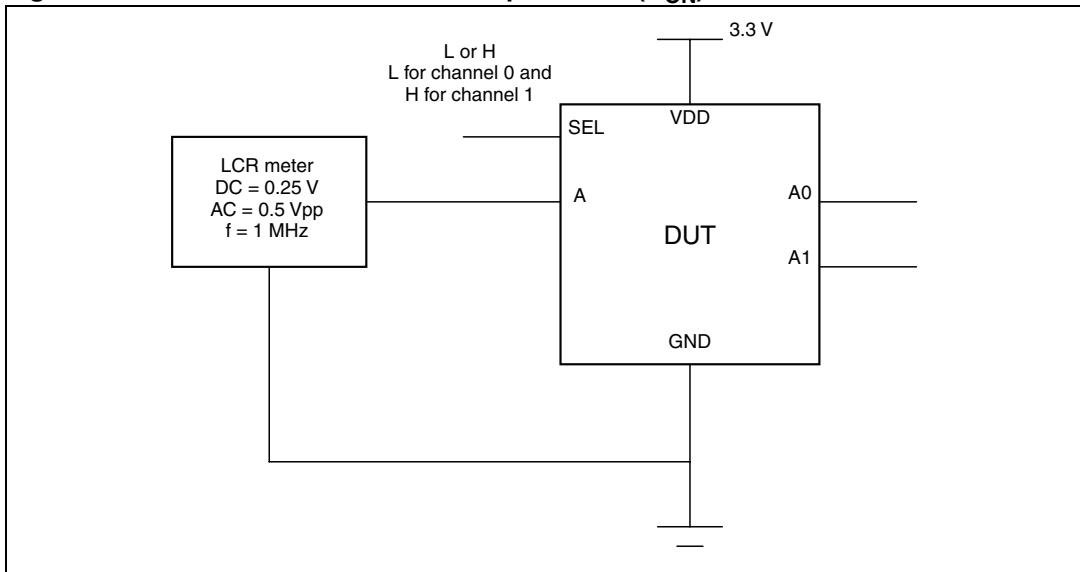 3.3 V
L or H
L for channel 0 and
H for channel 1
VDD
SEL
LCR meter
DC = 0.25 V
AC = 0.5 Vpp
f = 1 MHz
A
A0
DUT
A1
GND